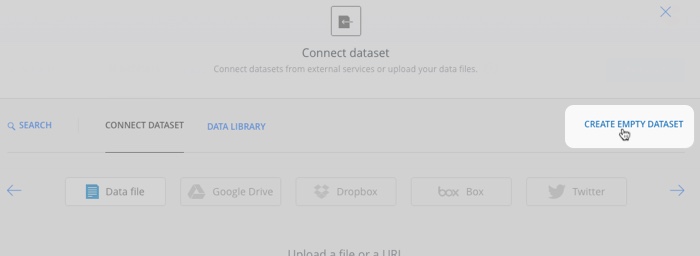 Connect dataset
Connect datasets from external services or upload your data files.
SEARCH CONNECT DATASET DATA LIBRARY CREATE EMPTY DATASET
Data file Google Drive Dropbox box Box Twitter
Upload a file or a URL